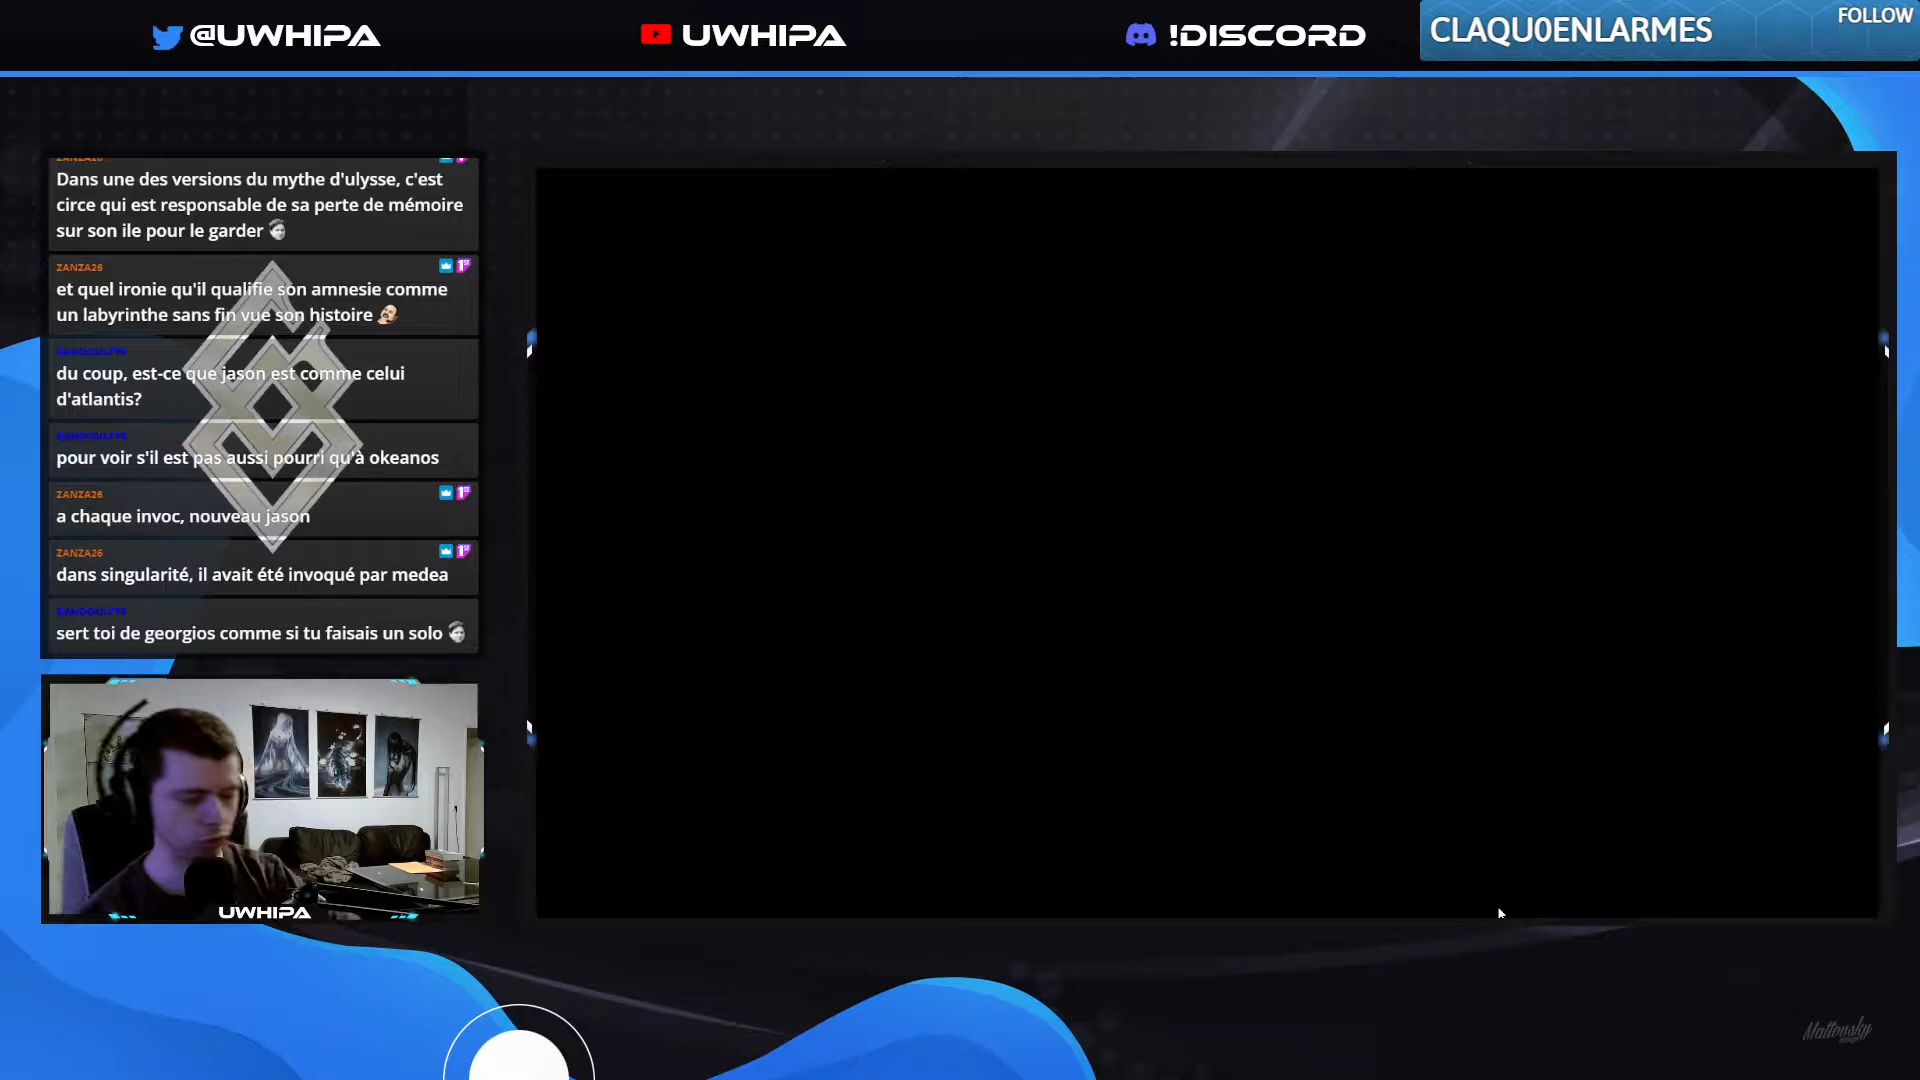 @UWHIPA
UWHIPA
!DISCORD
CLAQU0ENLARMES
FOLLOW
ZANZA26
Dans une des versions du mythe d'ulysse, c'est
circe qui est responsable de sa perte de mémoire
sur son ile pour le garder
ZANZA26
et quel ironie qu'il qualifie son amnesie comme
un labyrinthe sans fin vue son histoire
du coup, est-ce que jason est comme celui
d'atlantis?
pour voir s'il est pas aussi pourri qu'à okeanos
ZANZA26
a chaque invoc, nouveau jason
ZANZA26
dans singularité, il avait été invoqué par medea
sert toi de georgios comme si tu faisais un solo
UWHIPA
Mattovsky